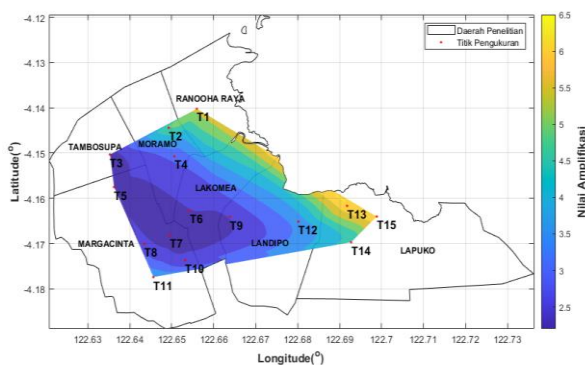 -4.12
-4.13
-4.14
-4.15
-4.16
-4.17
-4.18
Latitude(°)
Daerah Penelitian
Titik Pengukuran
RANOOHA RAYA
T1
T2
TAMBOSUPA
MORAMO
T3
T4
T5
LAKOMEA
T6
T9
T13
T15
T12
MARGACINTA
T8
T7
LANDIPO
T14
LAPUKO
T10
T11
122.63
122.64
122.65
122.66
122.67
122.68
122.69
122.7
122.71
122.72
122.73
Longitude(°)
6.5
6
5.5
5
4.5
4
3.5
3
2.5
Nilai Amplifikasi